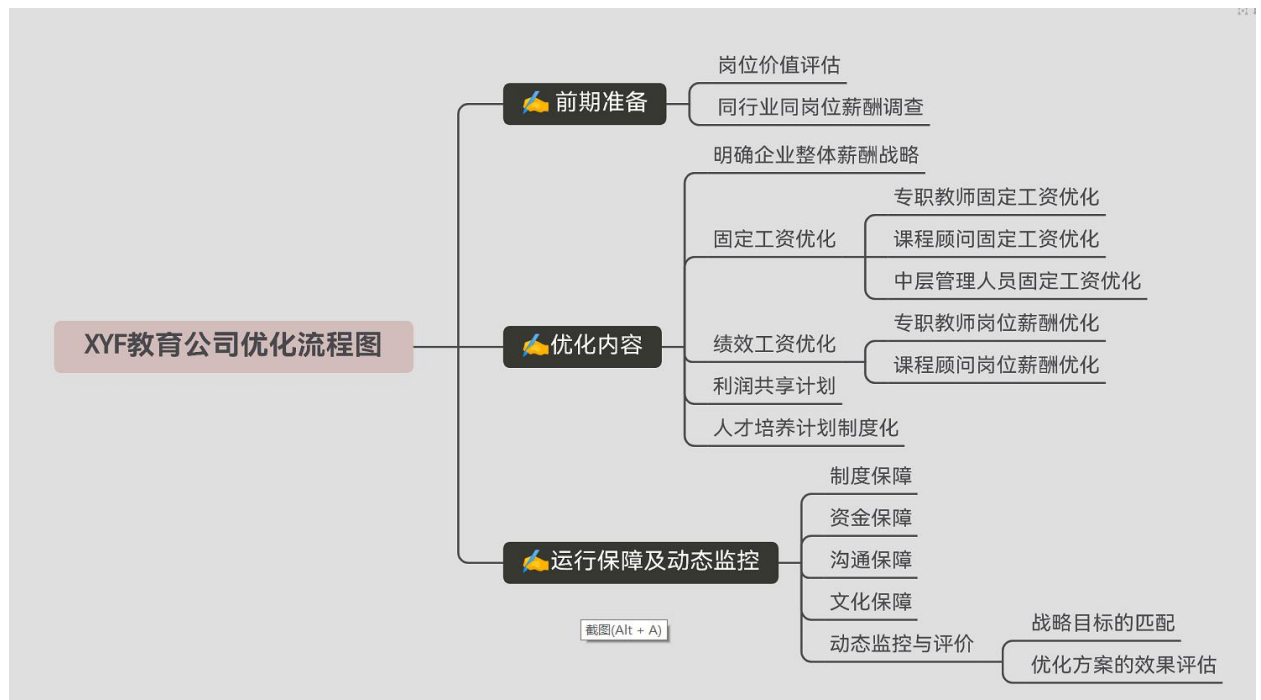 岗位价值评估
前期准备
同行业同岗位薪酬调查
明确企业整体薪酬战略
专职教师固定工资优化
固定工资优化
课程顾问固定工资优化
中层管理人员固定工资优化
XYF教育公司优化流程图
优化内容
绩效工资优化
专职教师岗位薪酬优化
课程顾问岗位薪酬优化
利润共享计划
人才培养计划制度化
制度保障
资金保障
运行保障及动态监控
沟通保障
文化保障
动态监控与评价
战略目标的匹配
优化方案的效果评估
截图(Alt + A)